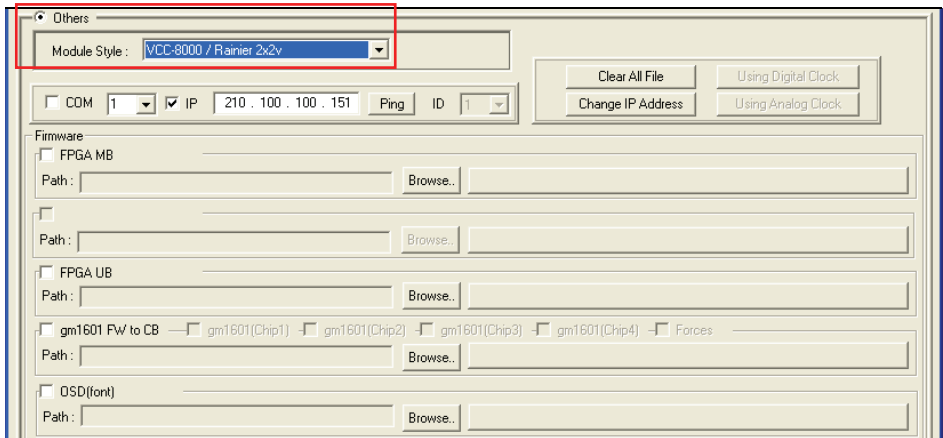 Others
Module Style : VCC-8000 / Rainier 2x2v
Clear All File Using Digital Clock
COM 1 IP 210 . 100 . 100 . 151 Ping ID 1 Change IP Address Using Analog Clock
Firmware
FPGA MB
Path : Browse..
Path : Browse..
FPGA UB
Path : Browse..
gm1601 FW to CB gm1601(Chip1) gm1601(Chip2) gm1601(Chip3) gm1601(Chip4) Forces
Path : Browse..
OSD(font)
Path : Browse..